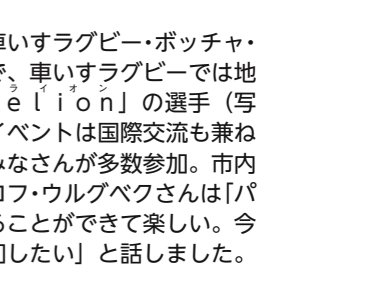 車いすラグビー・ボッチャ・
で、車いすラグビーでは地
ライオン
ｅｌｉｏｎ」の選手（写
イベントは国際交流も兼ね
みなさんが多数参加。市内
ロフ・ウルグベクさんは「パ
ることができて楽しい。今
加したい」と話しました。